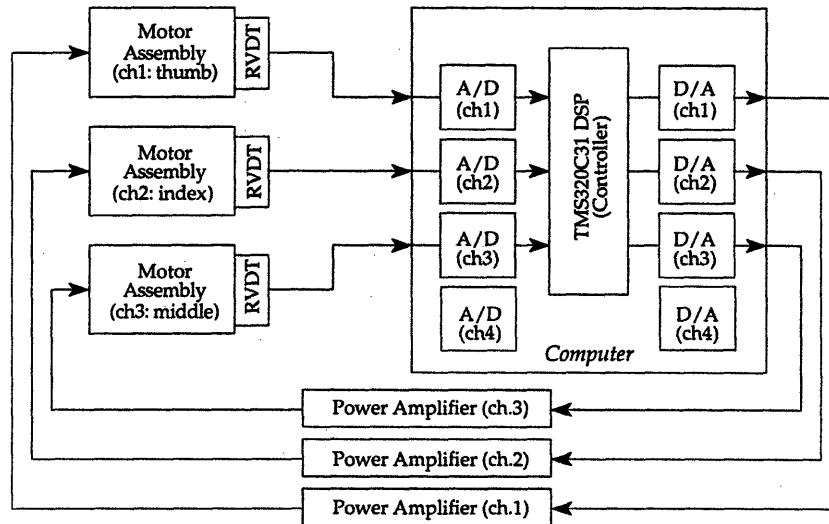 Motor
Assembly
(ch1: thumb)
RVDT
Motor
Assembly
(ch2: index)
RVDT
Motor
Assembly
(ch3: middle)
RVDT
A/D
(ch1)
A/D
(ch2)
A/D
(ch3)
A/D
(ch4)
TMS320C31 DSP
(Controller)
D/A
(ch1)
D/A
(ch2)
D/A
(ch3)
D/A
(ch4)
Computer
Power Amplifier (ch.3)
Power Amplifier (ch.2)
Power Amplifier (ch.1)